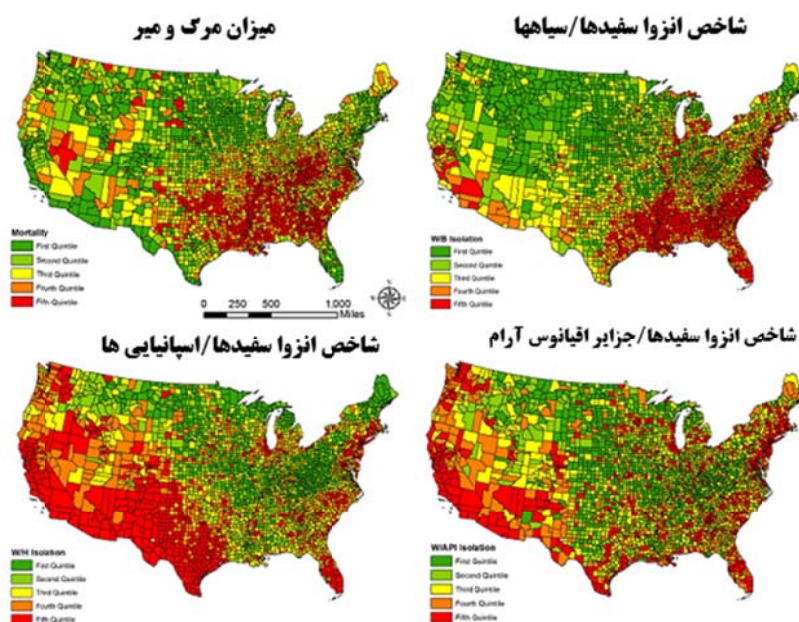 میزان مرگ و میر
شاخص انزوا سفیدها/سیاهها
Mortality
First Quintile
Second Quintile
Third Quintile
Fourth Quintile
Fifth Quintile
0 250 500 1,000
Miles
W/B Isolation
First Quintile
Second Quintile
Third Quintile
Fourth Quintile
Fifth Quintile
شاخص انزوا سفیدها/اسپانیایی ها
شاخص انزوا سفیدها/جزایر اقیانوس آرام
W/H Isolation
First Quintile
Second Quintile
Third Quintile
Fourth Quintile
Fifth Quintile
W/API Isolation
First Quintile
Second Quintile
Third Quintile
Fourth Quintile
Fifth Quintile